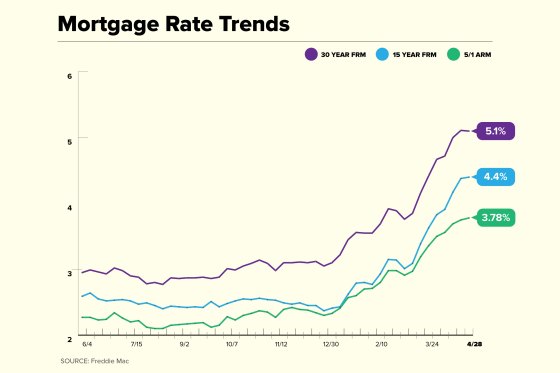 Mortgage Rate Trends
30 YEAR FRM 15 YEAR FRM 5/1 ARM
6
5
4
3
2
5.1%
4.4%
3.78%
6/4 7/15 9/2 10/7 11/12 12/30 2/10 3/24 4/28
SOURCE: Freddie Mac